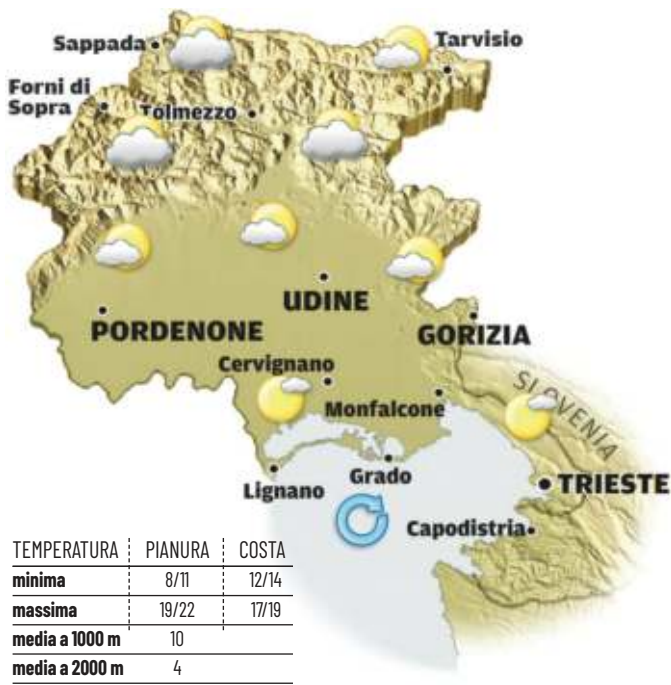 Sappada
Tarvisio
Forni di
Sopra
Tolmezzo
UDINE
PORDENONE
GORIZIA
Cervignano
SLOVENIA
Monfalcone
Grado
Lignano
TRIESTE
Capodistria
TEMPERATURA PIANURA COSTA
minima 8/11 12/14
massima 19/22 17/19
media a 1000 m 10
media a 2000 m 4